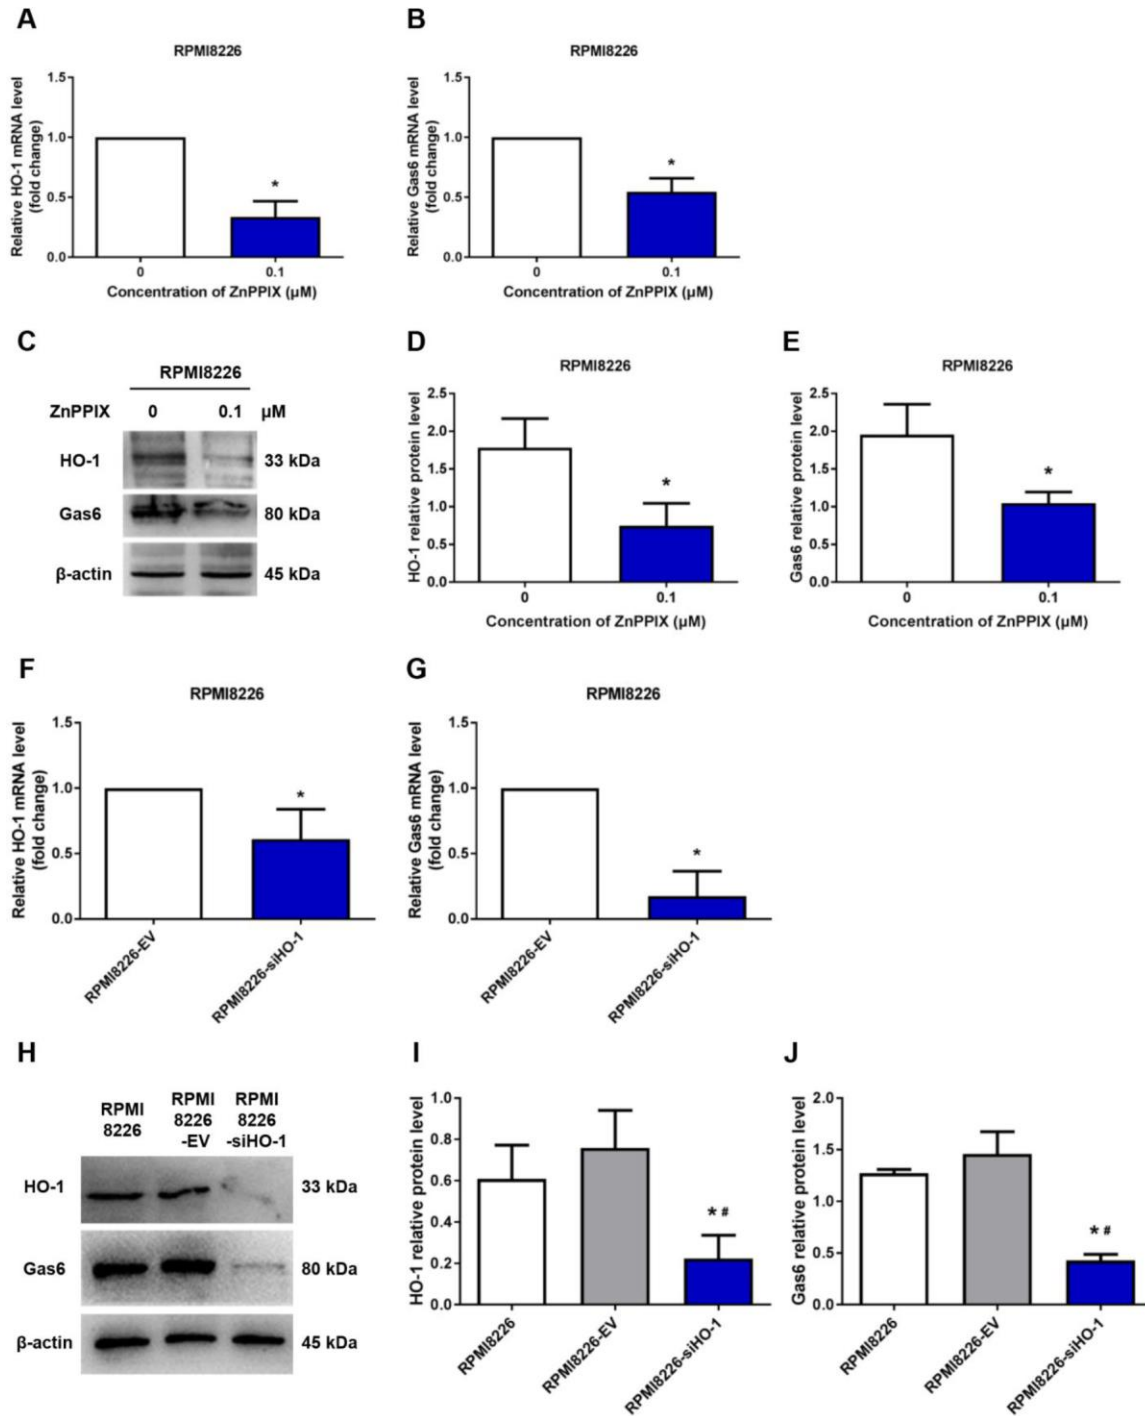 A
RPMI8226
Relative HO-1 mRNA level
(fold change)
1.5
1.0
0.5
0.0
0
0.1
Concentration of ZnPPIX (µM)
B
RPMI8226
Relative Gas6 mRNA level
(fold change)
1.5
1.0
0.5
0.0
*
*
0
0.1
Concentration of ZnPPIX (µM)
C
RPMI8226
ZnPPIX 0 0.1 µM
HO-1 33 kDa
Gas6 80 kDa
β-actin 45 kDa
D
RPMI8226
HO-1 relative protein level
2.5
2.0
1.5
1.0
0.5
0.0
*
0
0.1
Concentration of ZnPPIX (µM)
E
RPMI8226
Gas6 relative protein level
2.5
2.0
1.5
1.0
0.5
0.0
*
0
0.1
Concentration of ZnPPIX (µM)
F
RPMI8226
Relative HO-1 mRNA level
(fold change)
1.5
1.0
0.5
0.0
*
RPMI8226-EV
RPMI8226-siHO-1
G
RPMI8226
Relative Gas6 mRNA level
(fold change)
1.5
1.0
0.5
0.0
*
RPMI8226-EV
RPMI8226-siHO-1
H
RPMI
8226
RPMI
8226
-EV
RPMI
8226
-siHO-1
HO-1 33 kDa
Gas6 80 kDa
β-actin 45 kDa
I
HO-1 relative protein level
1.0
0.8
0.6
0.4
0.2
0.0
* #
RPMI8226
RPMI8226-EV
RPMI8226-siHO-1
J
Gas6 relative protein level
2.0
1.5
1.0
0.5
0.0
* #
RPMI8226
RPMI8226-EV
RPMI8226-siHO-1